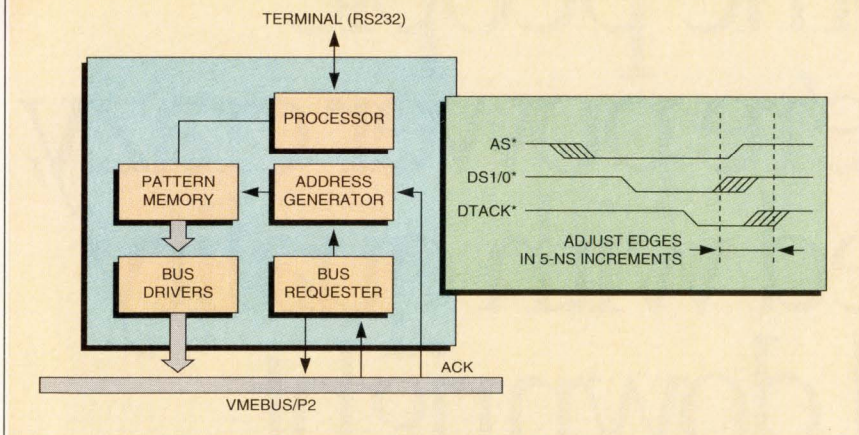 TERMINAL (RS232)
PROCESSOR
PATTERN
MEMORY
ADDRESS
GENERATOR
BUS
DRIVERS
BUS
REQUESTER
ACK
VMEBUS/P2
AS*
DS1/0*
DTACK*
ADJUST EDGES
IN 5-NS INCREMENTS